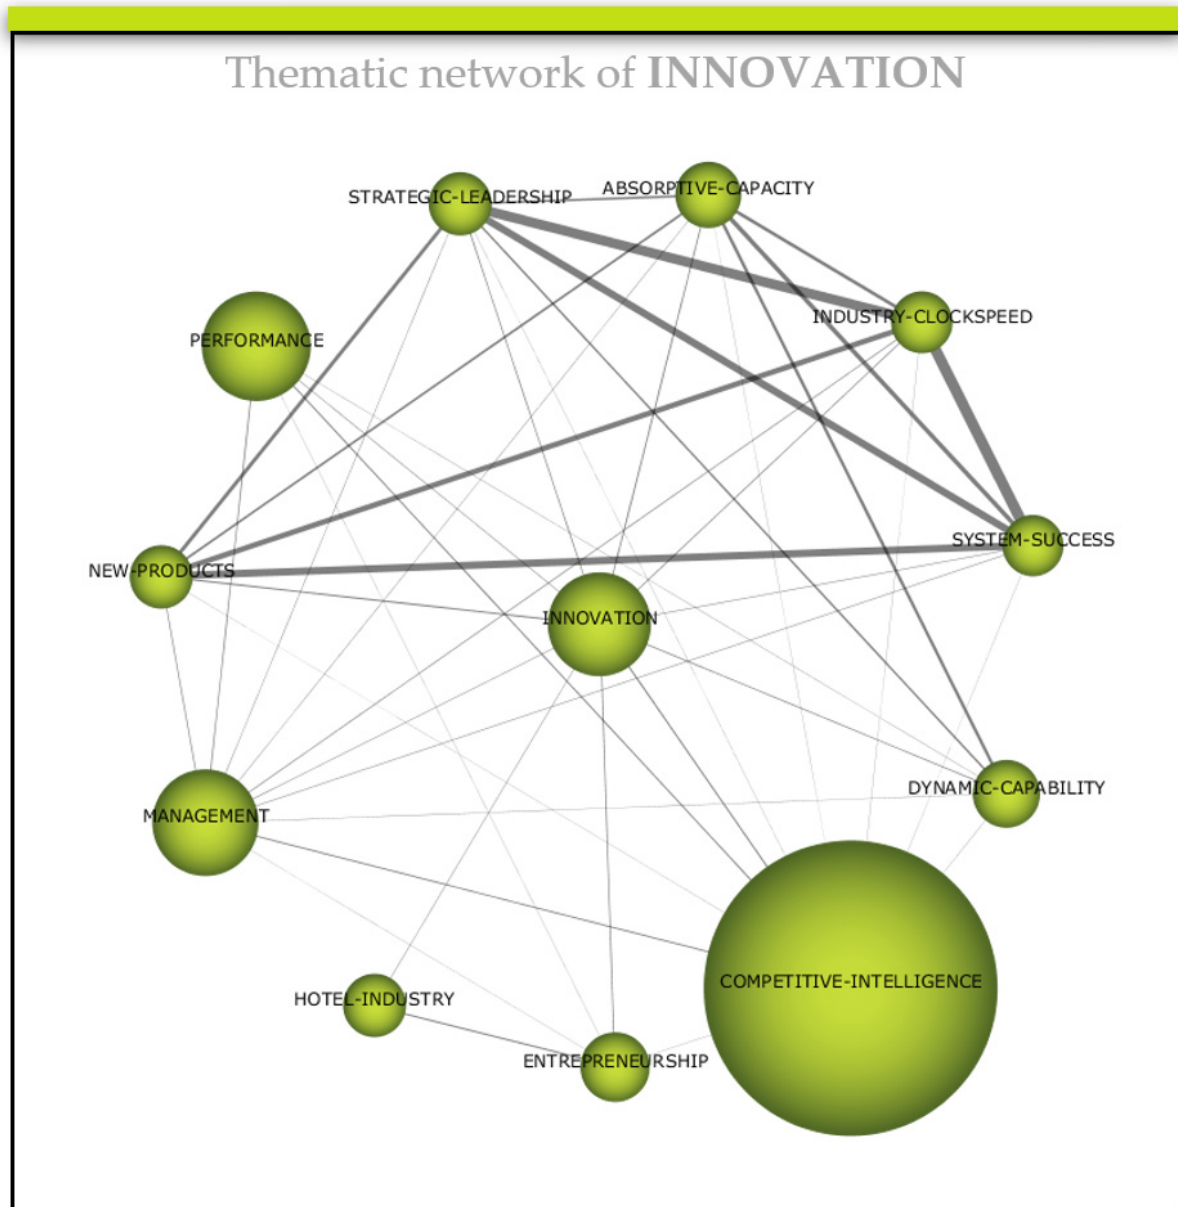 Thematic network of INNOVATION
ABSORPTIVE-CAPACITY
STRATEGIC-LEADERSHIP
INDUSTRY-CLOCKSPEED
PERFORMANCE
SYSTEM-SUCCESS
NEW-PRODUCTS
INNOVATION
DYNAMIC-CAPABILITY
MANAGEMENT
COMPETITIVE-INTELLIGENCE
HOTEL-INDUSTRY
ENTREPRENEURSHIP